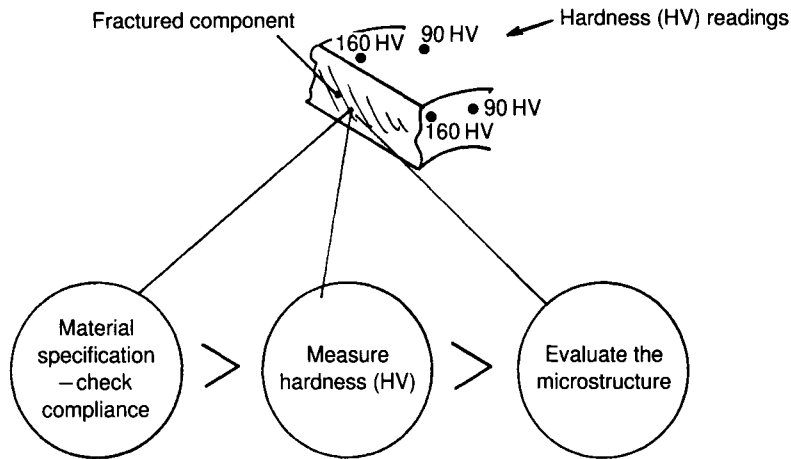 Fractured component
Hardness (HV) readings
160 HV
90 HV
90 HV
160 HV
Material
specification
–check
compliance
>
Measure
hardness (HV)
>
Evaluate the
microstructure